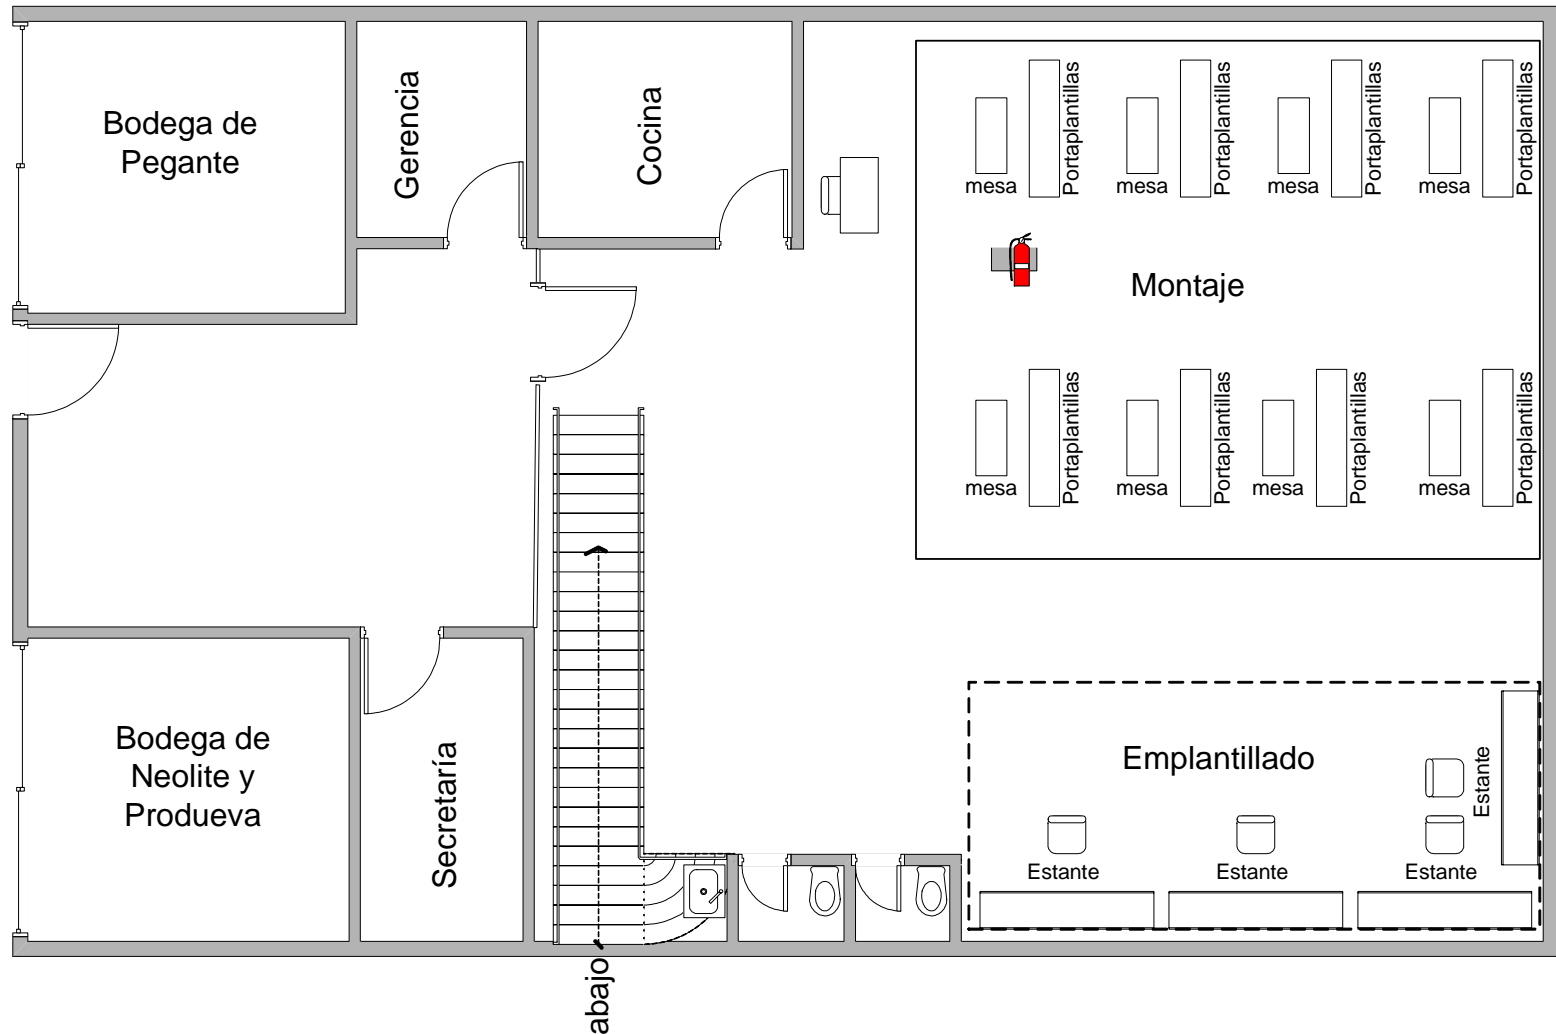 Bodega de
Pegante
Gerencia
Cocina
Portaplantillas
Portaplantillas
Portaplantillas
Portaplantillas
mesa
mesa
mesa
mesa
Montaje
Portaplantillas
Portaplantillas
Portaplantillas
Portaplantillas
mesa
mesa
mesa
mesa
Bodega de
Neolite y
Produeva
Secretaría
Emplantillado
Estante
Estante
Estante
Estante
abajo